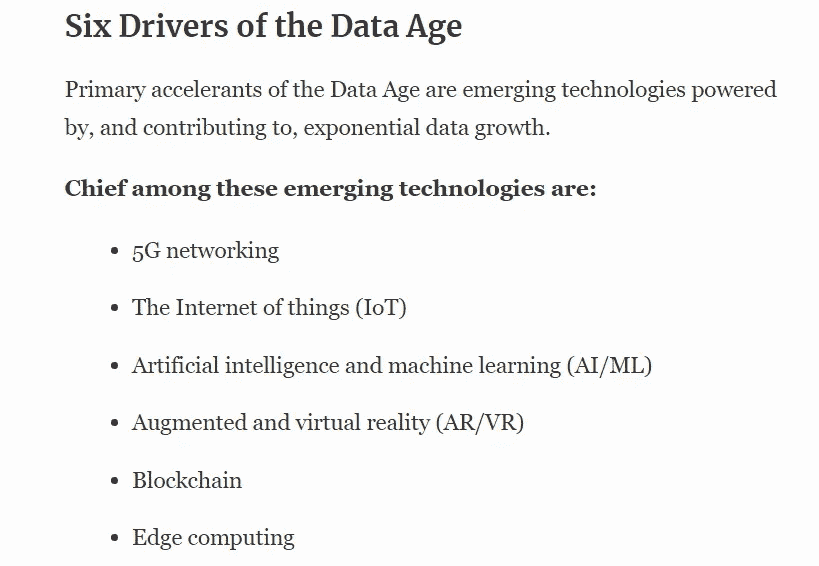 Six Drivers of the Data Age
Primary accelerants of the Data Age are emerging technologies powered
by, and contributing to, exponential data growth.
Chief among these emerging technologies are:
• 5G networking
• The Internet of things (IoT)
• Artificial intelligence and machine learning (AI/ML)
• Augmented and virtual reality (AR/VR)
• Blockchain
• Edge computing